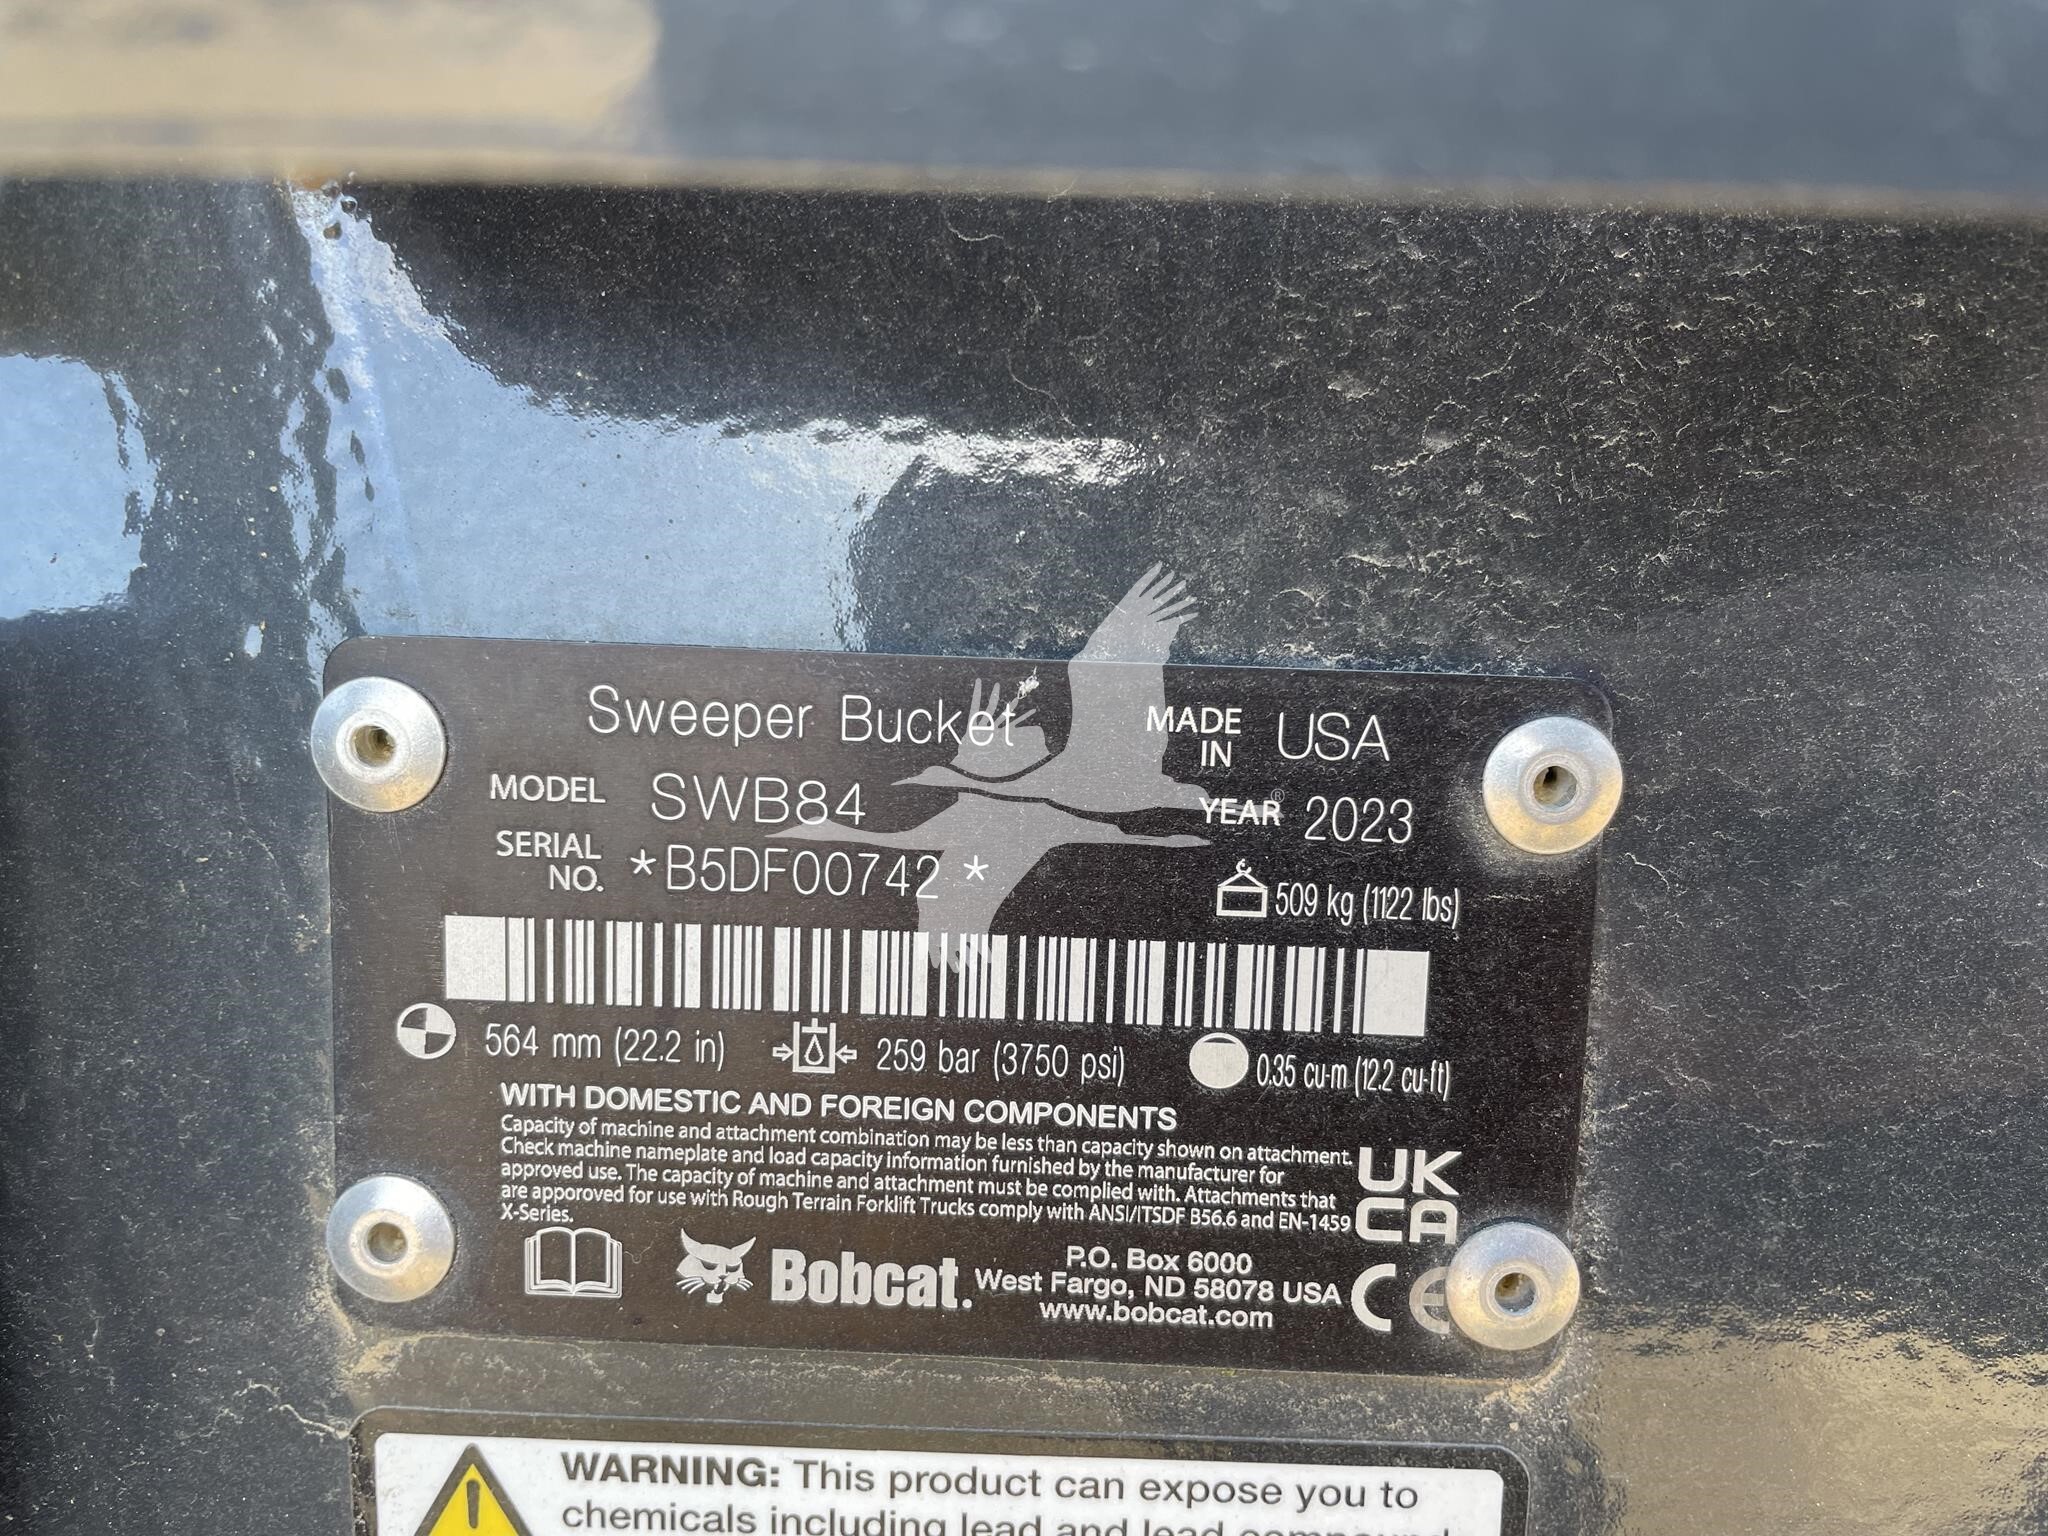 Sweeper Bucket
MADE IN USA
MODEL SWB84
YEAR 2023
®
SERIAL NO. *B5DF00742*
509 kg (1122 lbs)
564 mm (22.2 in)
259 bar (3750 psi)
0.35 cu-m (12.2 cu-ft)
WITH DOMESTIC AND FOREIGN COMPONENTS
Capacity of machine and attachment combination may be less than capacity shown on attachment.
Check machine nameplate and load capacity information furnished by the manufacturer for
approved use. The capacity of machine and attachment must be complied with. Attachments that
are apporoved for use with Rough Terrain Forklift Trucks comply with ANSI/ITSDF B56.6 and EN-1459
X-Series.
UK
CA
Bobcat.
P.O. Box 6000
West Fargo, ND 58078 USA
www.bobcat.com
CE
WARNING: This product can expose you to
chemicals including lead and lead